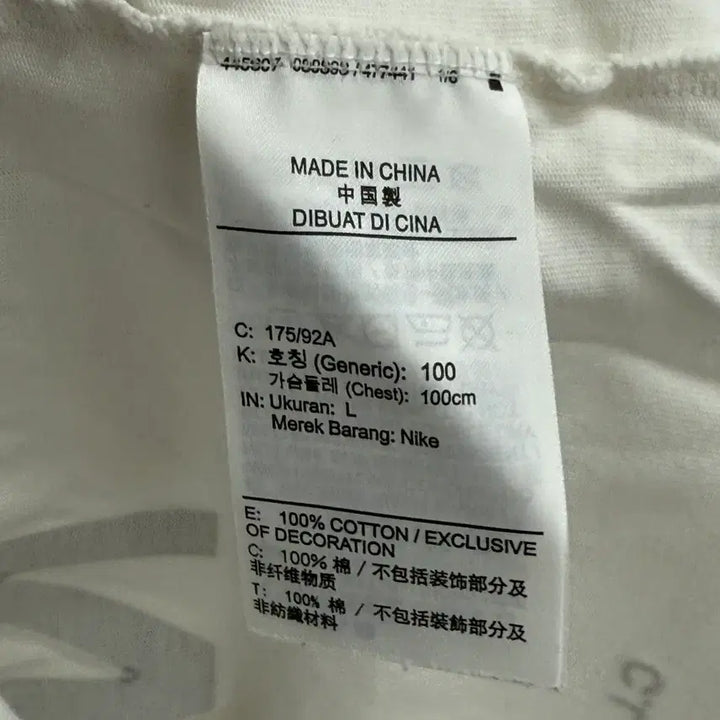 MADE IN CHINA
中国製
DIBUAT DI CINA
C: 175/92A
K: 호칭 (Generic): 100
가슴둘레 (Chest): 100cm
IN: Ukuran: L
Merek Barang: Nike
E: 100% COTTON / EXCLUSIVE
OF DECORATION
C: 100% 棉 / 不包括装饰部分及
非纤维物质
T: 100% 棉 / 不包括裝飾部分及
非紡織材料